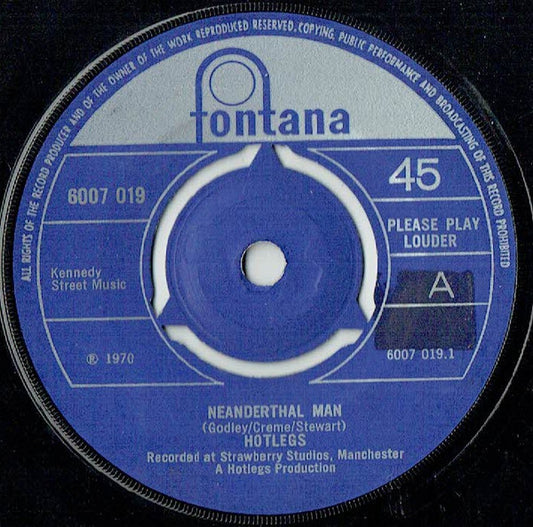 ALL RIGHTS OF THE RECORD PRODUCER AND OF THE OWNER OF THE WORK REPRODUCED RESERVED. COPYING, PUBLIC PERFORMANCE AND BROADCASTING OF THIS RECORD PROHIBITED
fontana
6007 019
45
PLEASE PLAY
LOUDER
Kennedy
Street Music
A
℗ 1970
6007 019.1
NEANDERTHAL MAN
(Godley/Creme/Stewart)
HOTLEGS
Recorded at Strawberry Studios, Manchester
A Hotlegs Production